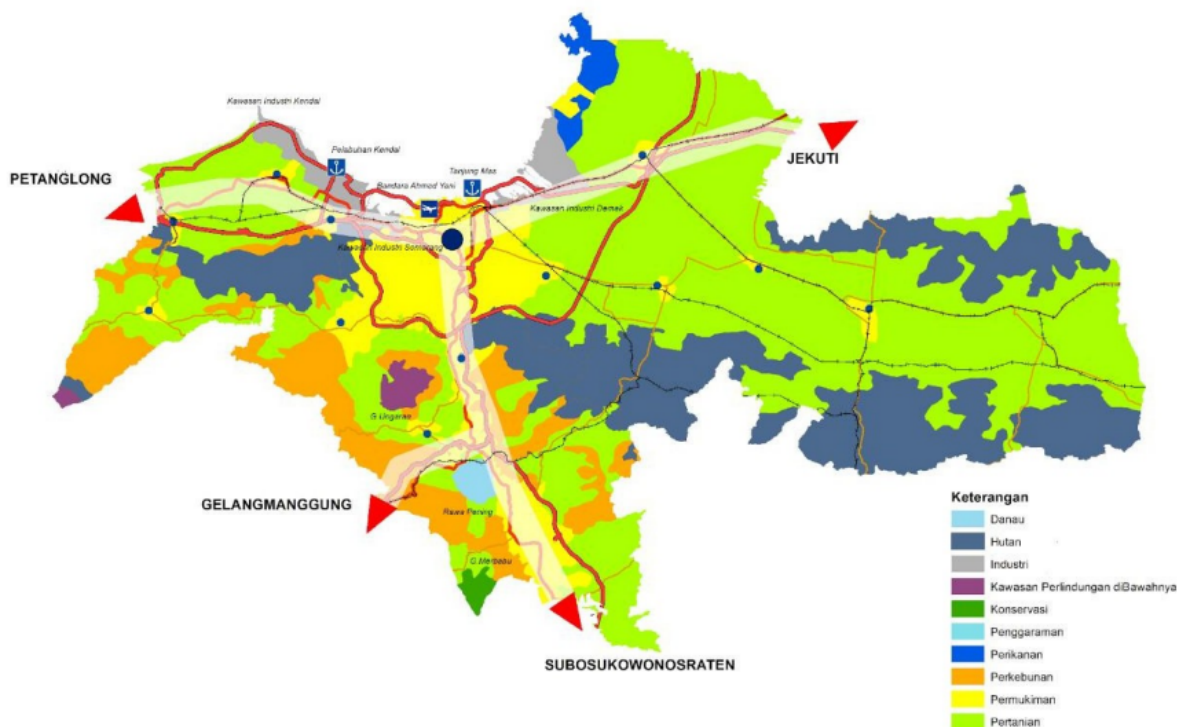 Kawasan Industri Kendal
Pelabuhan Kendal
JEKUTI
PETANGLONG
Tanjung Mas
Bandara Ahmad Yani
Kawasan Industri Demak
Kawasan Industri Semarang
G Ungaran
GELANGMANGGUNG
Rawa Pening
G Merbabu
SUBOSUKOWONOSRATEN
Keterangan
Danau
Hutan
Industri
Kawasan Perlindungan diBawahnya
Konservasi
Penggaraman
Perikanan
Perkebunan
Permukiman
Pertanian